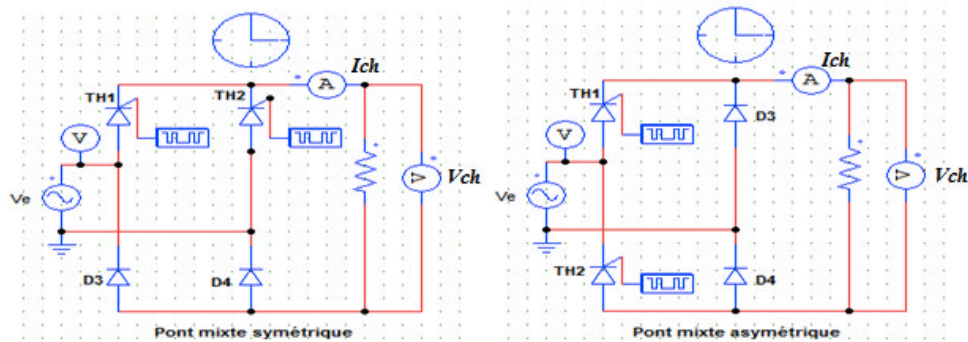 Ich
A
TH1
TH2
V
Ve
V
Vch
D3
D4
Pont mixte symétrique
Ich
A
TH1
D3
V
Ve
V
Vch
TH2
D4
Pont mixte asymétrique